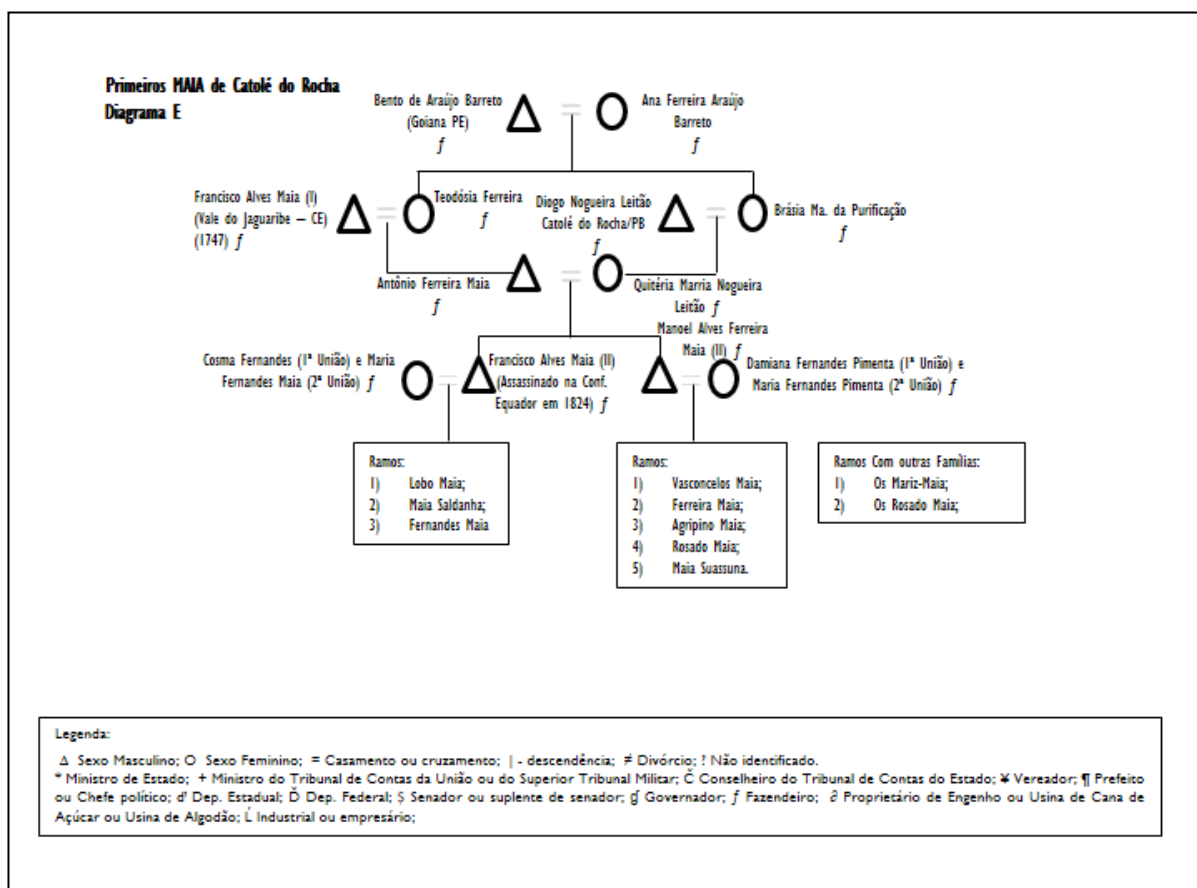 Primeiros MAIA de Catolé do Rocha
Diagrama E
Bento de Araújo Barreto
(Goiana PE)
ƒ
=
Ana Ferreira Araújo
Barreto
ƒ
Francisco Alves Maia (I)
(Vale do Jaguaribe – CE)
(1747) ƒ
=
Teodósia Ferreira
ƒ
Diogo Nogueira Leitão
Catolé do Rocha/PB
ƒ
=
Brásia Ma. da Purificação
ƒ
Antônio Ferreira Maia
ƒ
=
Quitéria Marria Nogueira
Leitão ƒ
Cosma Fernandes (1ª União) e Maria
Fernandes Maia (2ª União) ƒ
=
Francisco Alves Maia (II)
(Assassinado na Conf.
Equador em 1824) ƒ
Manoel Alves Ferreira
Maia (II) ƒ
=
Damiana Fernandes Pimenta (1ª União) e
Maria Fernandes Pimenta (2ª União) ƒ
Ramos:
1) Lobo Maia;
2) Maia Saldanha;
3) Fernandes Maia
Ramos:
1) Vasconcelos Maia;
2) Ferreira Maia;
3) Agripino Maia;
4) Rosado Maia;
5) Maia Suassuna.
Ramos Com outras Famílias:
1) Os Mariz-Maia;
2) Os Rosado Maia;
Legenda:
Δ Sexo Masculino; O Sexo Feminino; = Casamento ou cruzamento; | - descendência; ≠ Divórcio; ! Não identificado.
* Ministro de Estado; + Ministro do Tribunal de Contas da União ou do Superior Tribunal Militar; Č Conselheiro do Tribunal de Contas do Estado; ¥ Vereador; ¶ Prefeito
ou Chefe político; ď Dep. Estadual; Ď Dep. Federal; $ Senador ou suplente de senador; ɠ Governador; ƒ Fazendeiro; ∂ Proprietário de Engenho ou Usina de Cana de
Açúcar ou Usina de Algodão; Ĺ Industrial ou empresário;